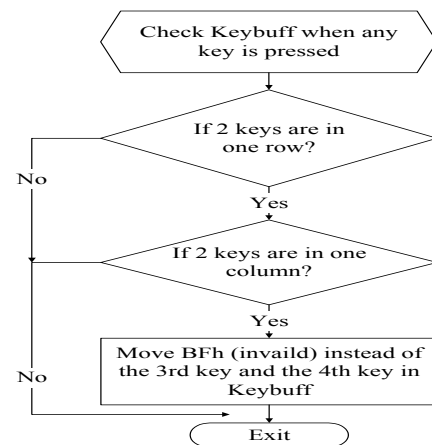 Check Keybuff when any
key is pressed
If 2 keys are in
one row?
No
Yes
If 2 keys are in one
column?
Yes
Move BFh (invaild) instead of
the 3rd key and the 4th key in
Keybuff
No
Exit